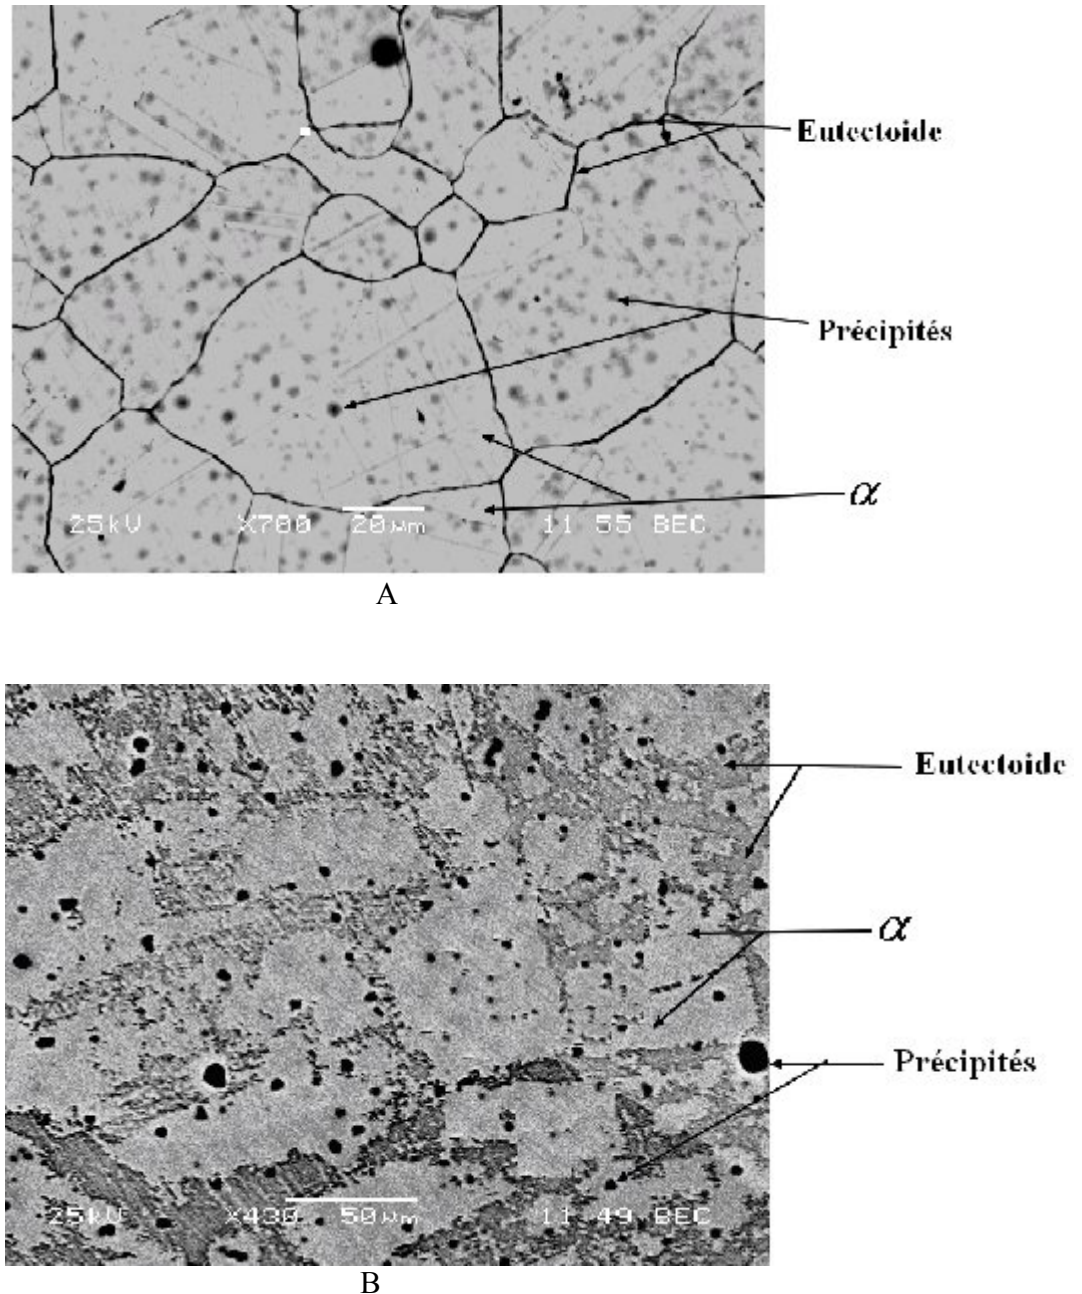 Eutectoide
Précipités
α
25kV X700 20μm 11 55 BEC
A
Eutectoide
α
Précipités
25kV X430 50μm 11 49 BEC
B